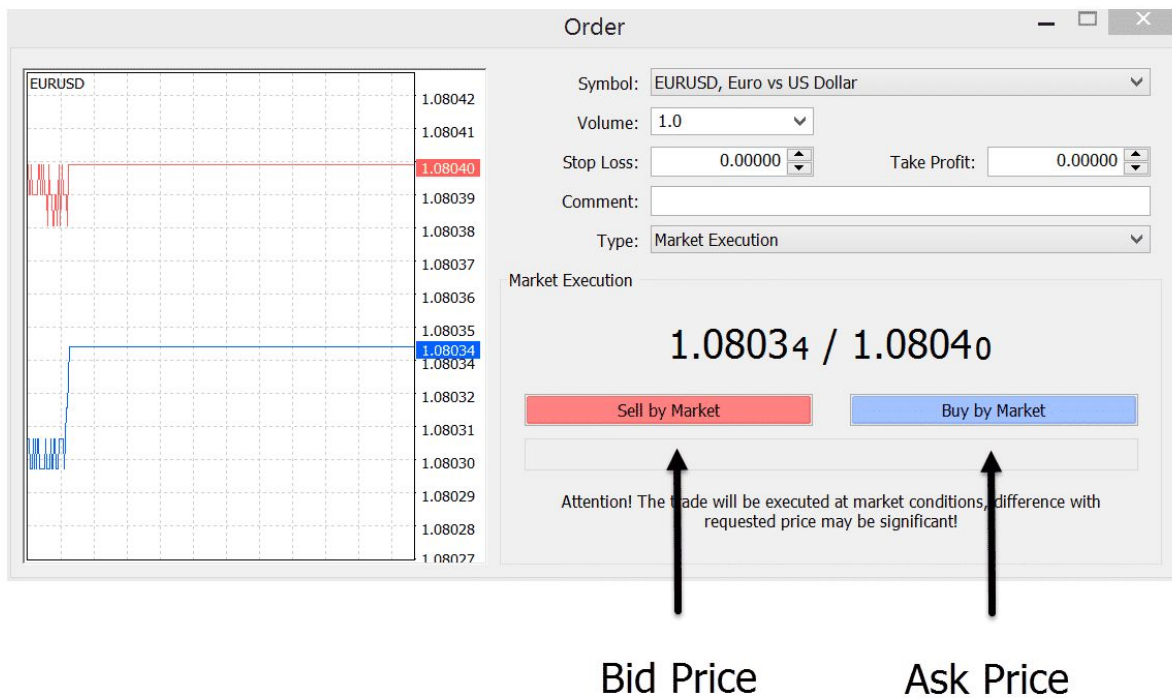 Order
EURUSD
1.08042
1.08041
1.08040
1.08039
1.08038
1.08037
1.08036
1.08035
1.08034
1.08034
1.08032
1.08031
1.08030
1.08029
1.08028
1.08027
Symbol: EURUSD, Euro vs US Dollar
Volume: 1.0
Stop Loss: 0.00000 Take Profit: 0.00000
Comment:
Type: Market Execution
Market Execution
1.08034 / 1.08040
Sell by Market Buy by Market
Attention! The trade will be executed at market conditions, difference with
requested price may be significant!
Bid Price Ask Price